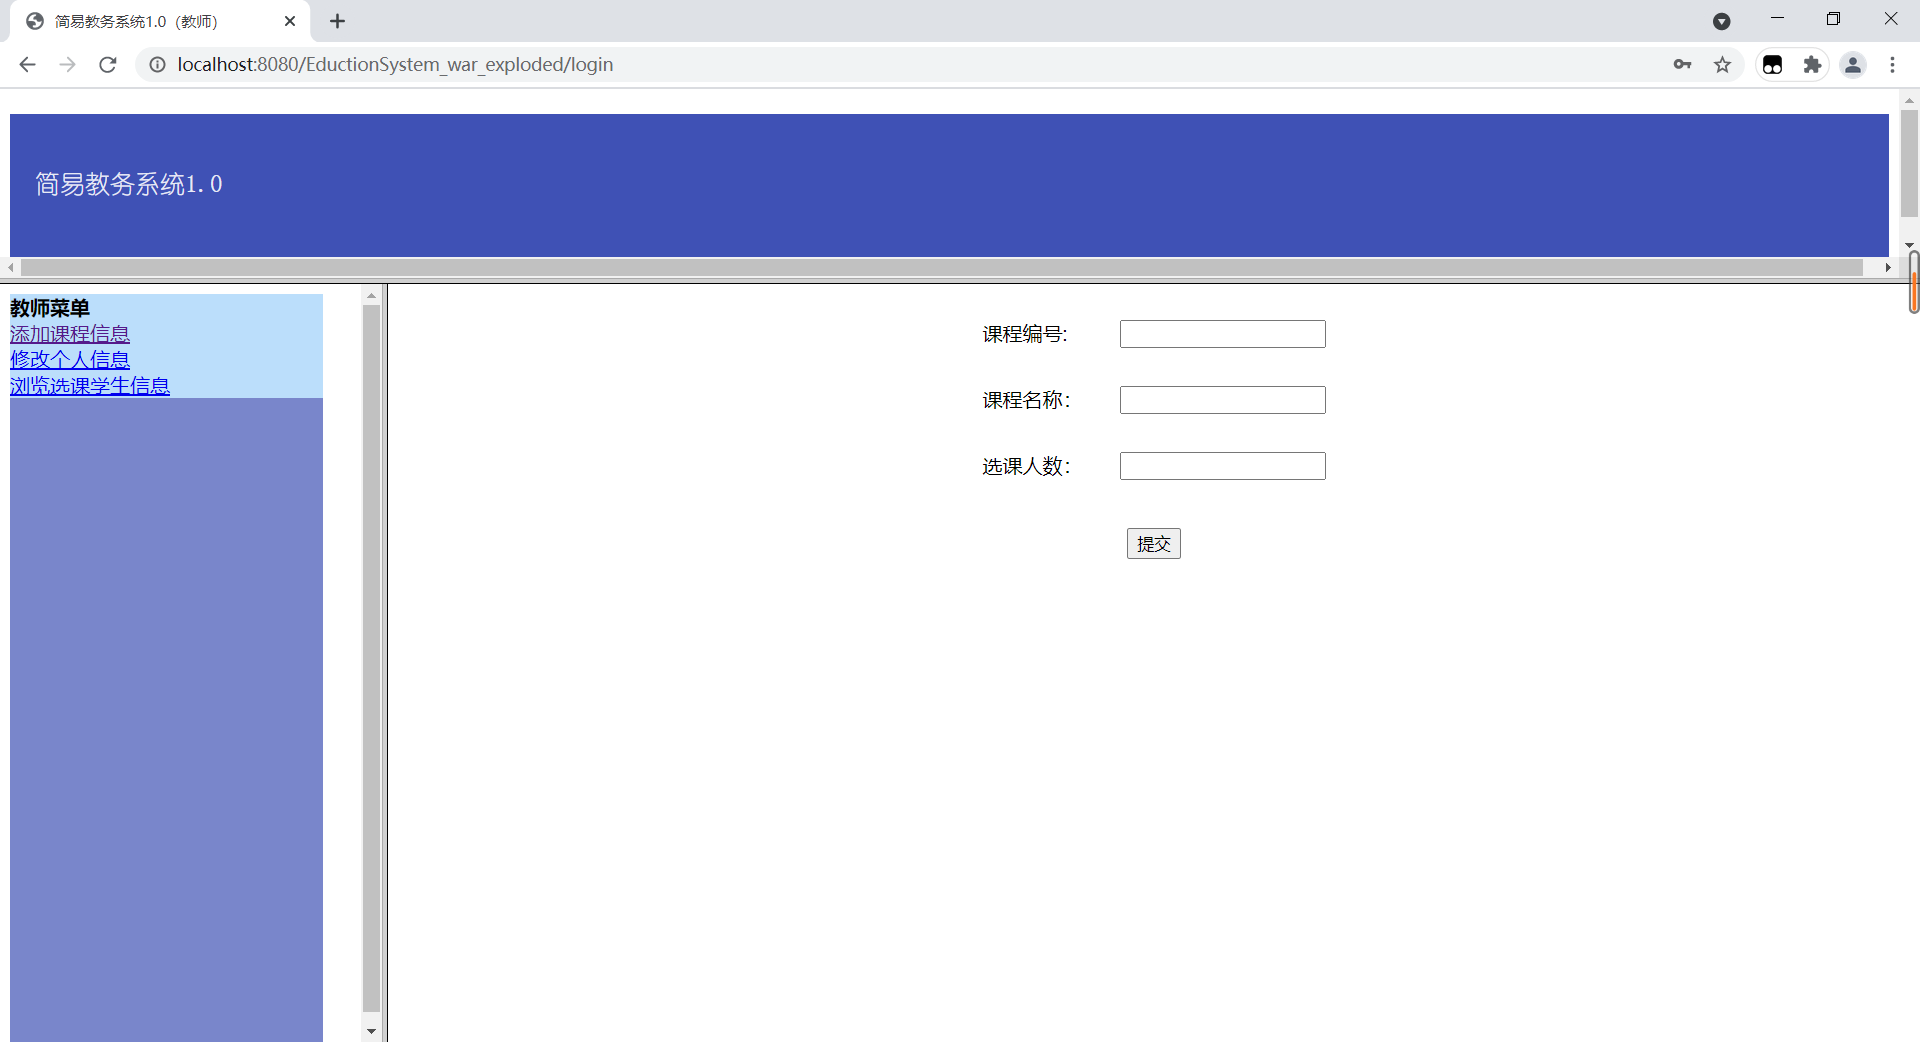 简易教务系统1.0（教师）
localhost:8080/EductionSystem_war_exploded/login
简易教务系统1.0
教师菜单
添加课程信息
修改个人信息
浏览选课学生信息
课程编号:
课程名称：
选课人数：
提交